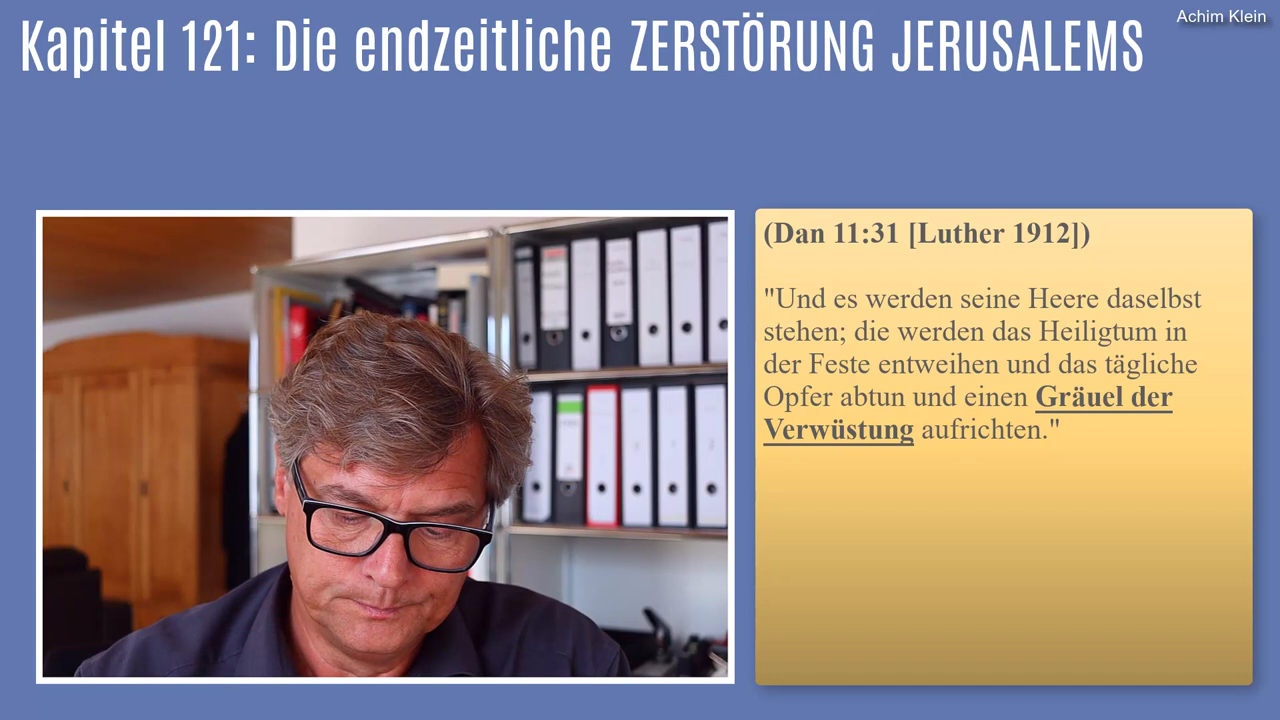 Achim Klein
Kapitel 121: Die endzeitliche ZERSTÖRUNG JERUSALEMS
(Dan 11:31 [Luther 1912])
"Und es werden seine Heere daselbst
stehen; die werden das Heiligtum in
der Feste entweihen und das tägliche
Opfer abtun und einen Gräuel der
Verwüstung aufrichten."